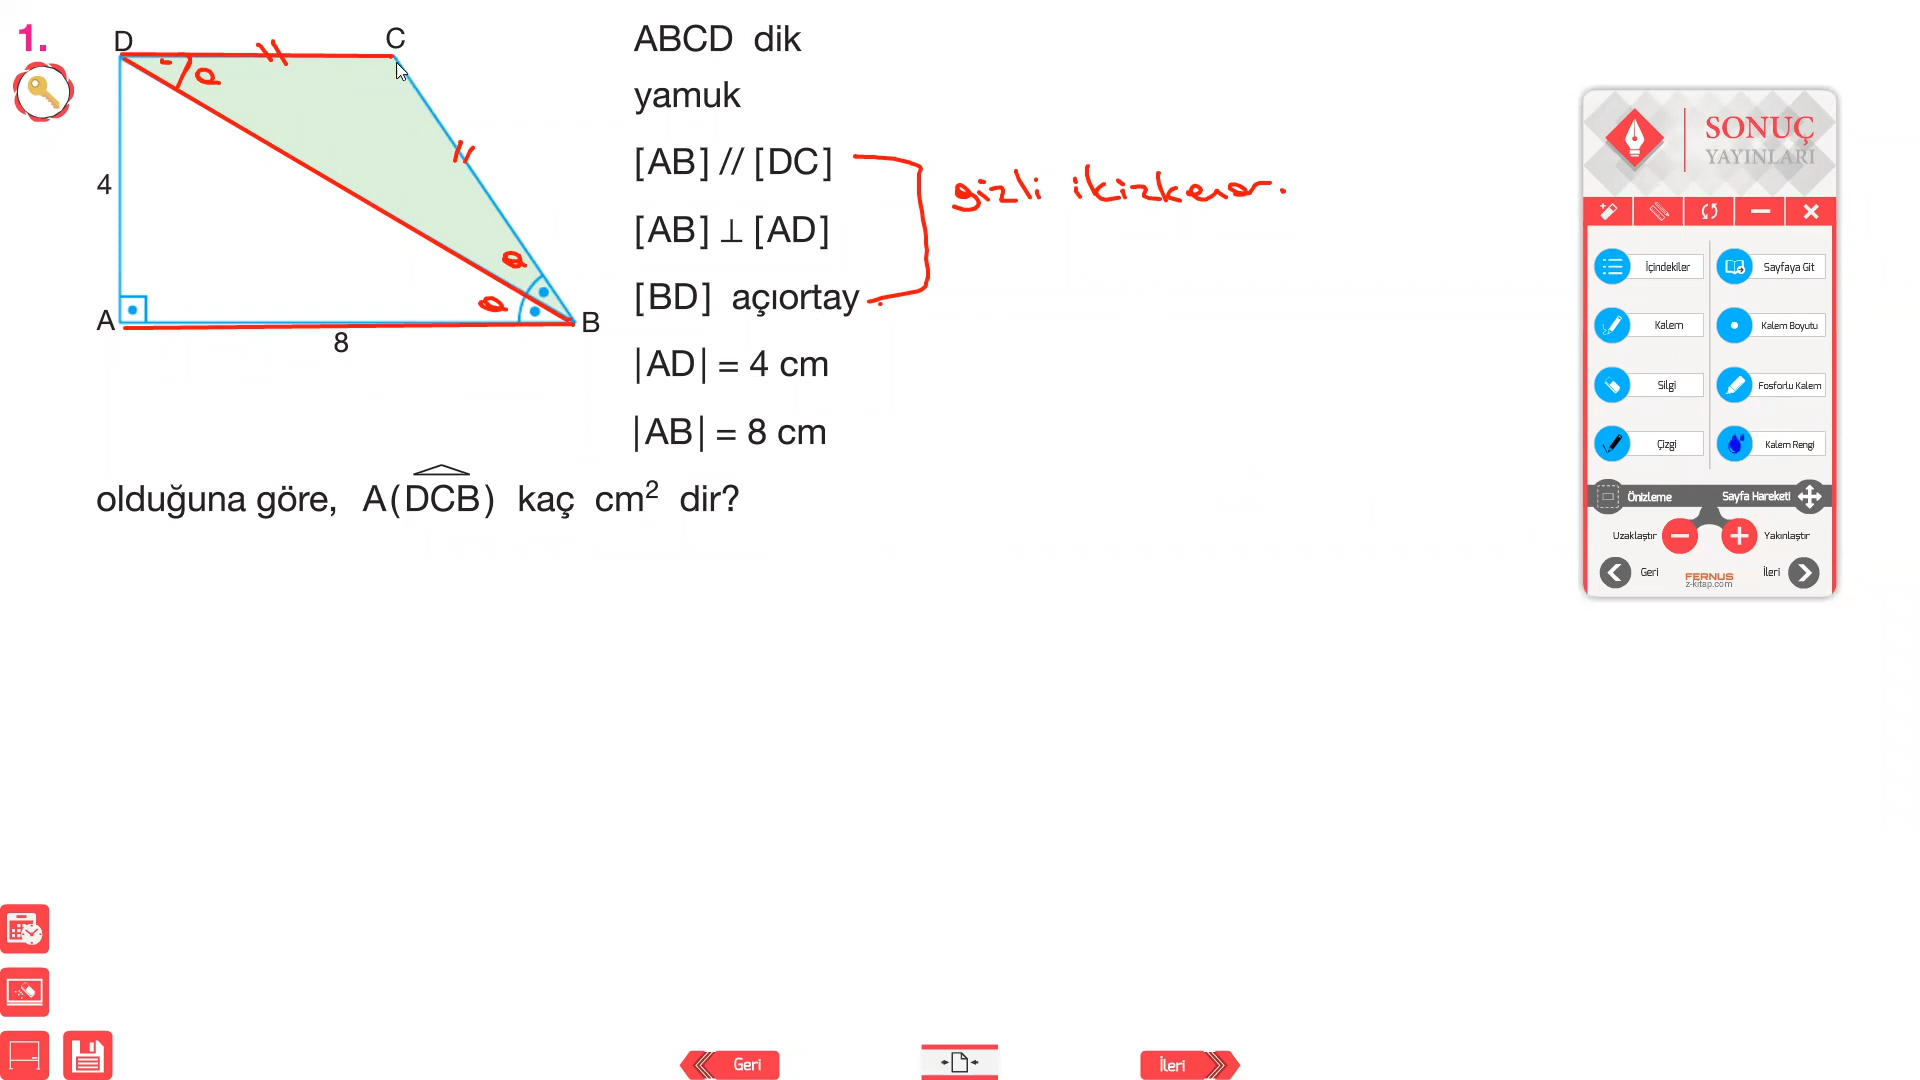 1.
D
C
4
A
B
8
ABCD dik
yamuk
[AB] // [DC]
[AB] ⊥ [AD]
[BD] açıortay
|AD| = 4 cm
|AB| = 8 cm
gizli ikizkenar.
olduğuna göre, A(DCB) kaç cm² dir?
SONUÇ
YAYINLARI
İçindekiler
Sayfaya Git
Kalem
Kalem Boyutu
Silgi
Fosforlu Kalem
Çizgi
Kalem Rengi
Önizleme
Sayfa Hareketi
Uzaklaştır
Yakınlaştır
Geri
İleri
FERNUS
z-kitap.com
Geri
İleri